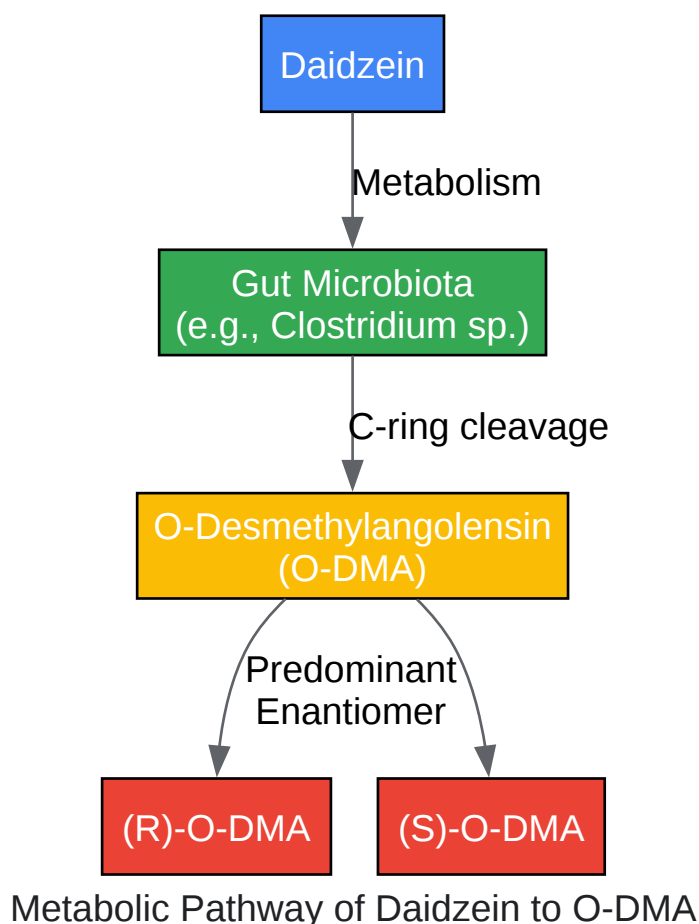 Daidzein
Metabolism
Gut Microbiota
(e.g., Clostridium sp.)
C-ring cleavage
O-Desmethylangolensin
(O-DMA)
Predominant
Enantiomer
(R)-O-DMA
(S)-O-DMA
Metabolic Pathway of Daidzein to O-DMA